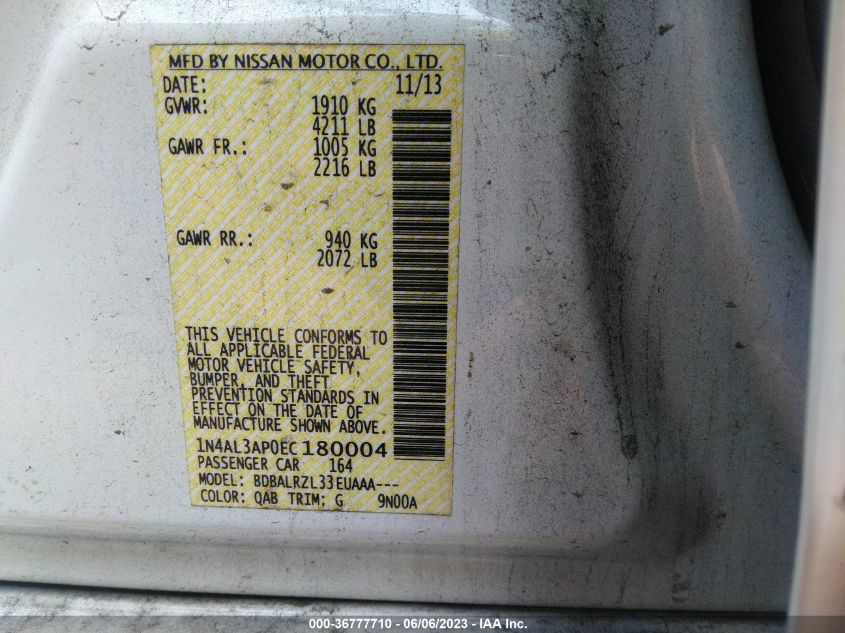 MFD BY NISSAN MOTOR CO., LTD.
DATE: 11/13
GVWR: 1910 KG
4211 LB
GAWR FR.: 1005 KG
2216 LB
GAWR RR.: 940 KG
2072 LB
THIS VEHICLE CONFORMS TO
ALL APPLICABLE FEDERAL
MOTOR VEHICLE SAFETY,
BUMPER, AND THEFT
PREVENTION STANDARDS IN
EFFECT ON THE DATE OF
MANUFACTURE SHOWN ABOVE.
1N4AL3AP0EC180004
PASSENGER CAR 164
MODEL: BDBALRZL33EUAAA---
COLOR: QAB TRIM: G 9N00A
000-36777710 - 06/06/2023 - IAA Inc.